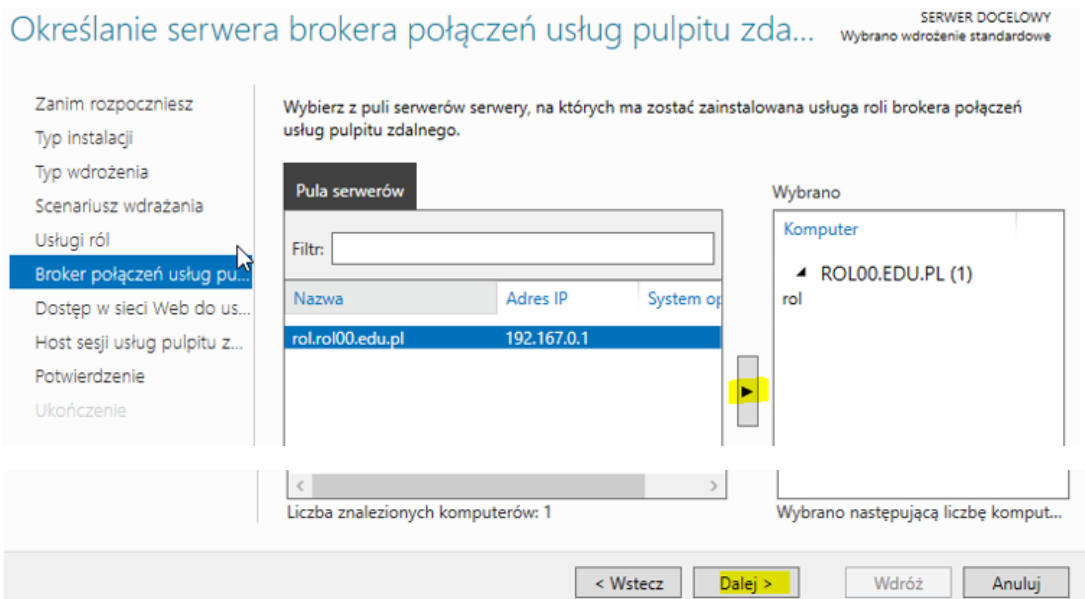 Określanie serwera brokera połączeń usług pulpitu zda...
SERWER DOCELOWY
Wybrano wdrożenie standardowe
Zanim rozpoczniesz
Typ instalacji
Typ wdrożenia
Scenariusz wdrażania
Usługi ról
Broker połączeń usług pu...
Dostęp w sieci Web do us...
Host sesji usług pulpitu z...
Potwierdzenie
Ukończenie
Wybierz z puli serwerów serwery, na których ma zostać zainstalowana usługa roli brokera połączeń
usług pulpitu zdalnego.
Pula serwerów
Filtr:
Nazwa Adres IP System op
rol.rol00.edu.pl 192.167.0.1
Liczba znalezionych komputerów: 1
Wybrano
Komputer
ROL00.EDU.PL (1)
rol
Wybrano następującą liczbę komput...
< Wstecz Dalej > Wdróż Anuluj